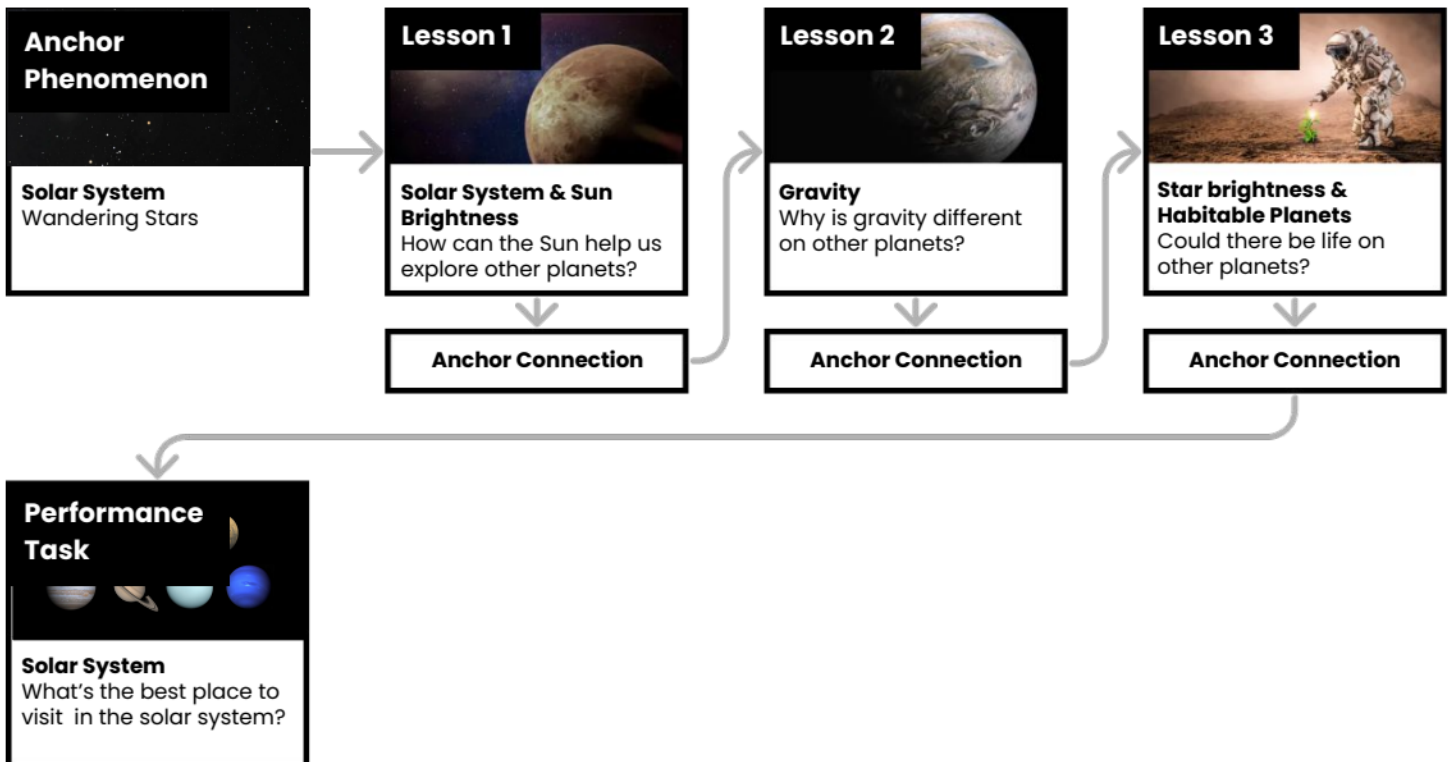 Anchor
Phenomenon
Solar System
Wandering Stars
Lesson 1
Solar System & Sun
Brightness
How can the Sun help us
explore other planets?
Anchor Connection
Lesson 2
Gravity
Why is gravity different
on other planets?
Anchor Connection
Lesson 3
Star brightness &
Habitable Planets
Could there be life on
other planets?
Anchor Connection
Performance
Task
Solar System
What's the best place to
visit in the solar system?